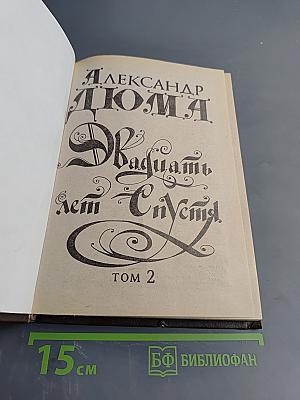 АЛЕКСАНДР
ДЮМА
Двадцать
лет Спустя
ТОМ 2
15 см
БФ БИБЛИОФАН